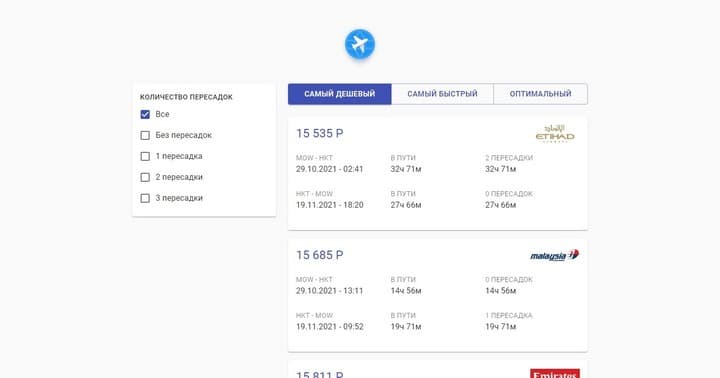 КОЛИЧЕСТВО ПЕРЕСАДОК
Все
Без пересадок
1 пересадка
2 пересадки
3 пересадки
САМЫЙ ДЕШЕВЫЙ САМЫЙ БЫСТРЫЙ ОПТИМАЛЬНЫЙ
15 535 Р
الإتحاد
ETIHAD
AIRWAYS
MOW - HKT В ПУТИ 2 ПЕРЕСАДКИ
29.10.2021 - 02:41 32ч 71м 32ч 71м
HKT - MOW В ПУТИ 0 ПЕРЕСАДОК
19.11.2021 - 18:20 27ч 66м 27ч 66м
15 685 Р
malaysia
MOW - HKT В ПУТИ 0 ПЕРЕСАДОК
29.10.2021 - 13:11 14ч 56м 14ч 56м
HKT - MOW В ПУТИ 1 ПЕРЕСАДКА
19.11.2021 - 09:52 19ч 71м 19ч 71м
15 811 Р
Emirates